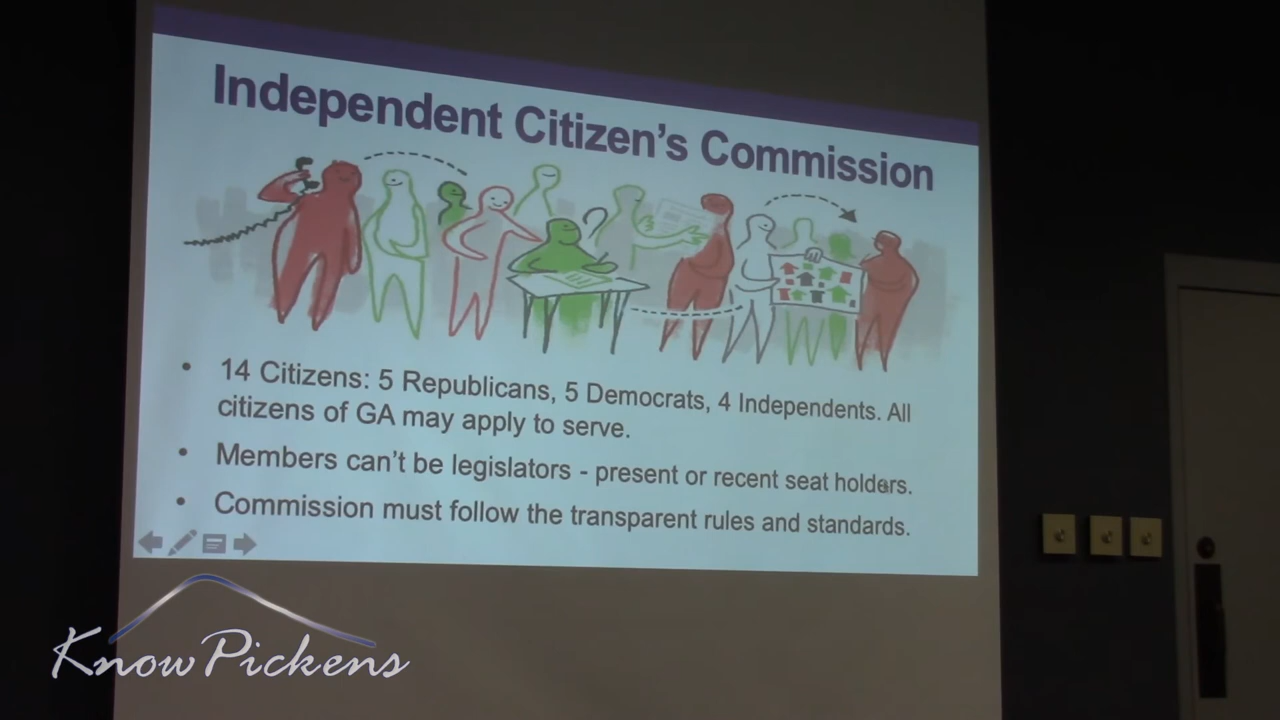 Independent Citizen's Commission
• 14 Citizens: 5 Republicans, 5 Democrats, 4 Independents. All
citizens of GA may apply to serve.
• Members can't be legislators - present or recent seat holders.
• Commission must follow the transparent rules and standards.
KnowPickens